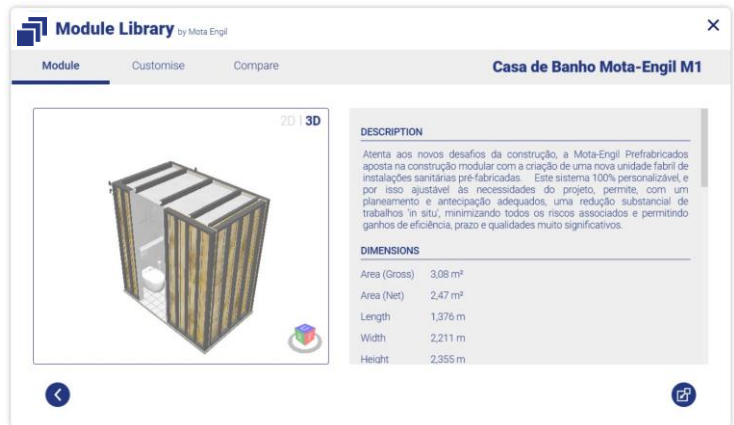 Module Library by Mota Engil
Module Customise Compare
Casa de Banho Mota-Engil M1
2D | 3D
DESCRIPTION
Atenta aos novos desafios da construção, a Mota-Engil Prefabricados
aposta na construção modular com a criação de uma nova unidade fabril de
instalações sanitárias pré-fabricadas. Este sistema 100% personalizável, e
por isso ajustável às necessidades do projeto, permite, com um
planeamento e antecipação adequados, uma redução substancial de
trabalhos 'in situ', minimizando todos os riscos associados e permitindo
ganhos de eficiência, prazo e qualidades muito significativos.
DIMENSIONS
Area (Gross) 3,08 m²
Area (Net) 2,47 m²
Length 1,376 m
Width 2,211 m
Height 2,355 m